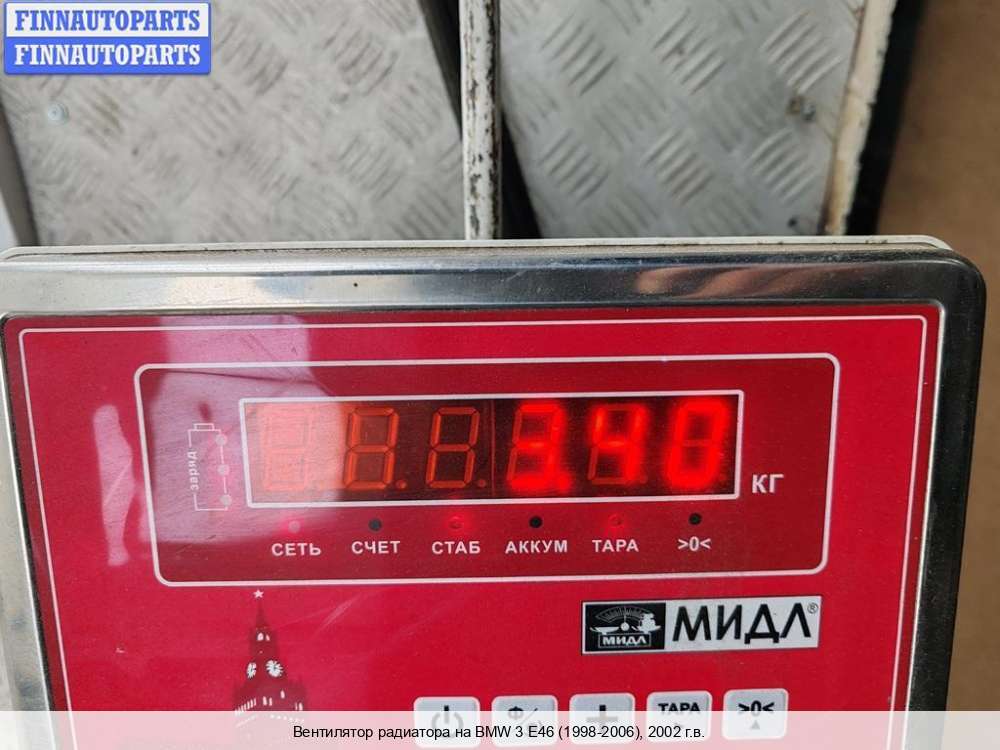 FINNAUTOPARTS
FINNAUTOPARTS
заряд
3.40
КГ
СЕТЬ СЧЕТ СТАБ АККУМ ТАРА >0<
МИДЛ МИДЛ®
ТАРА >0<
Вентилятор радиатора на BMW 3 E46 (1998-2006), 2002 г.в.